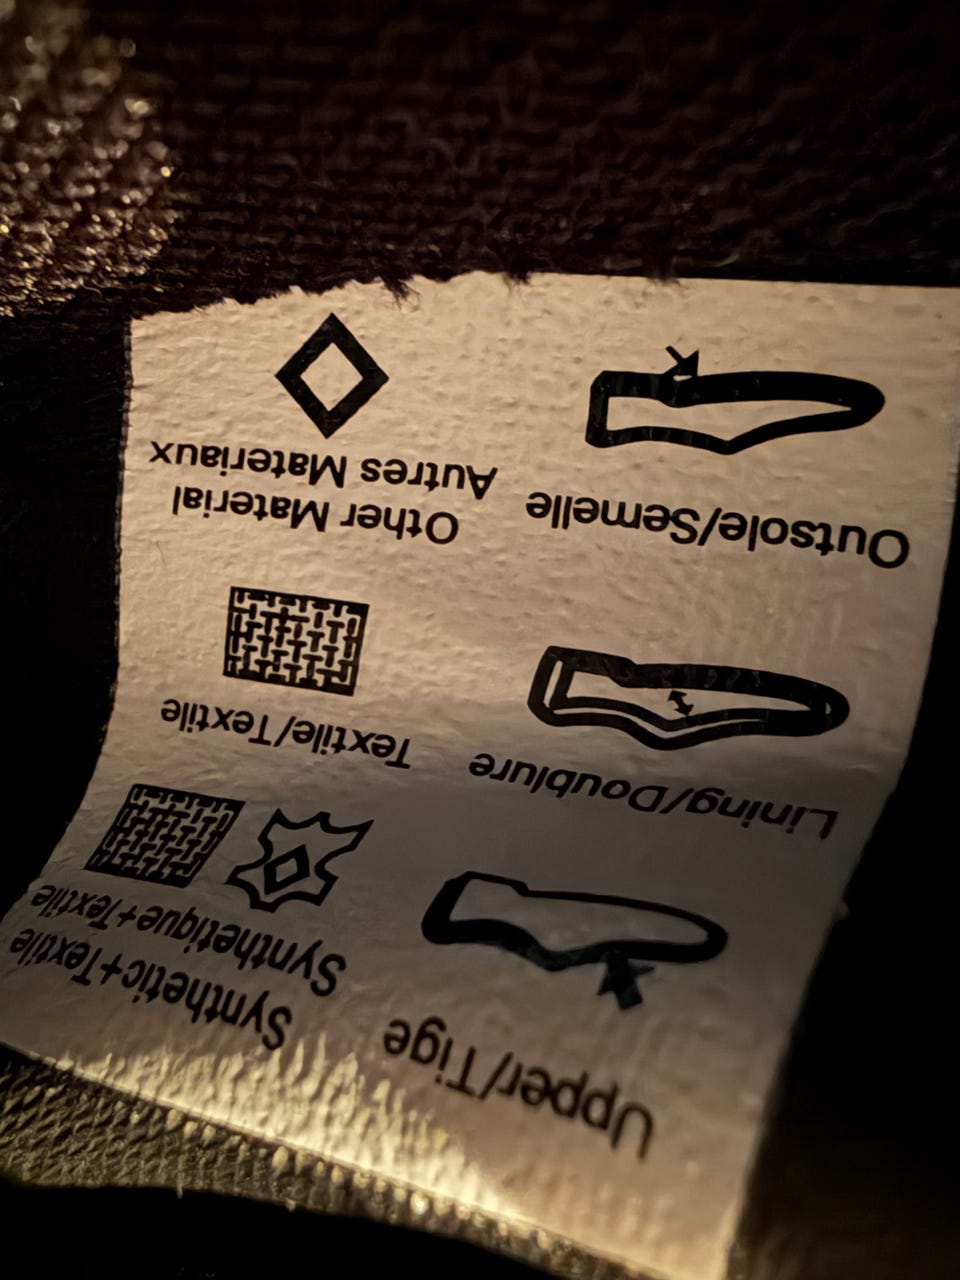 Upper/Tige
Synthetic+Textile
Synthetique+Textile
Lining/Doublure
Textile/Textile
Outsole/Semelle
Other Material
Autres Materiaux